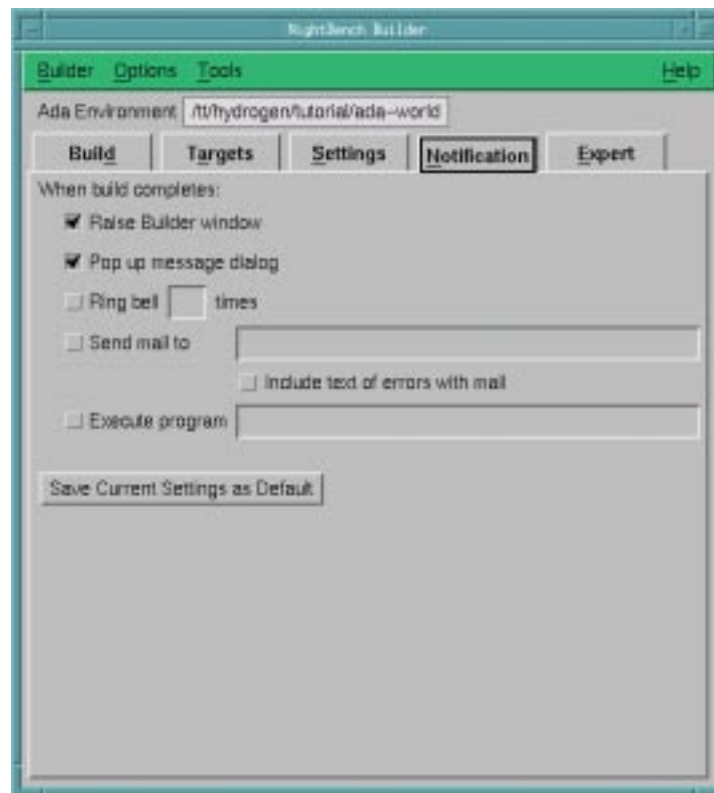 NightBench Builder
Builder Options Tools Help
Ada Environment /tt/hydrogen/tutorial/ada-world
Build Targets Settings Notification Expert
When build completes:
Raise Builder window
Pop up message dialog
Ring bell times
Send mail to
Include text of errors with mail
Execute program
Save Current Settings as Default